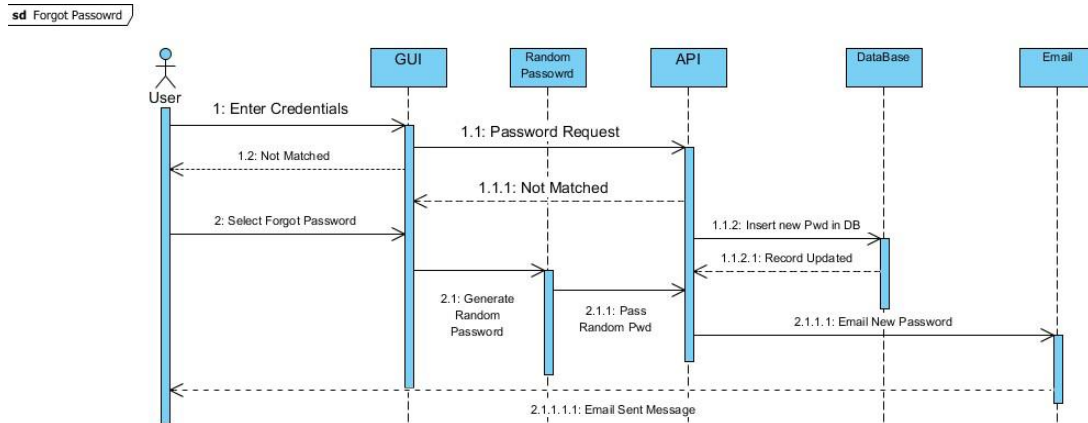 sd Forgot Passowrd
User
GUI
Random
Passowrd
API
DataBase
Email
1: Enter Credentials
1.1: Password Request
1.2: Not Matched
1.1.1: Not Matched
2: Select Forgot Password
1.1.2: Insert new Pwd in DB
1.1.2.1: Record Updated
2.1: Generate
Random
Password
2.1.1: Pass
Random Pwd
2.1.1.1: Email New Password
2.1.1.1.1: Email Sent Message